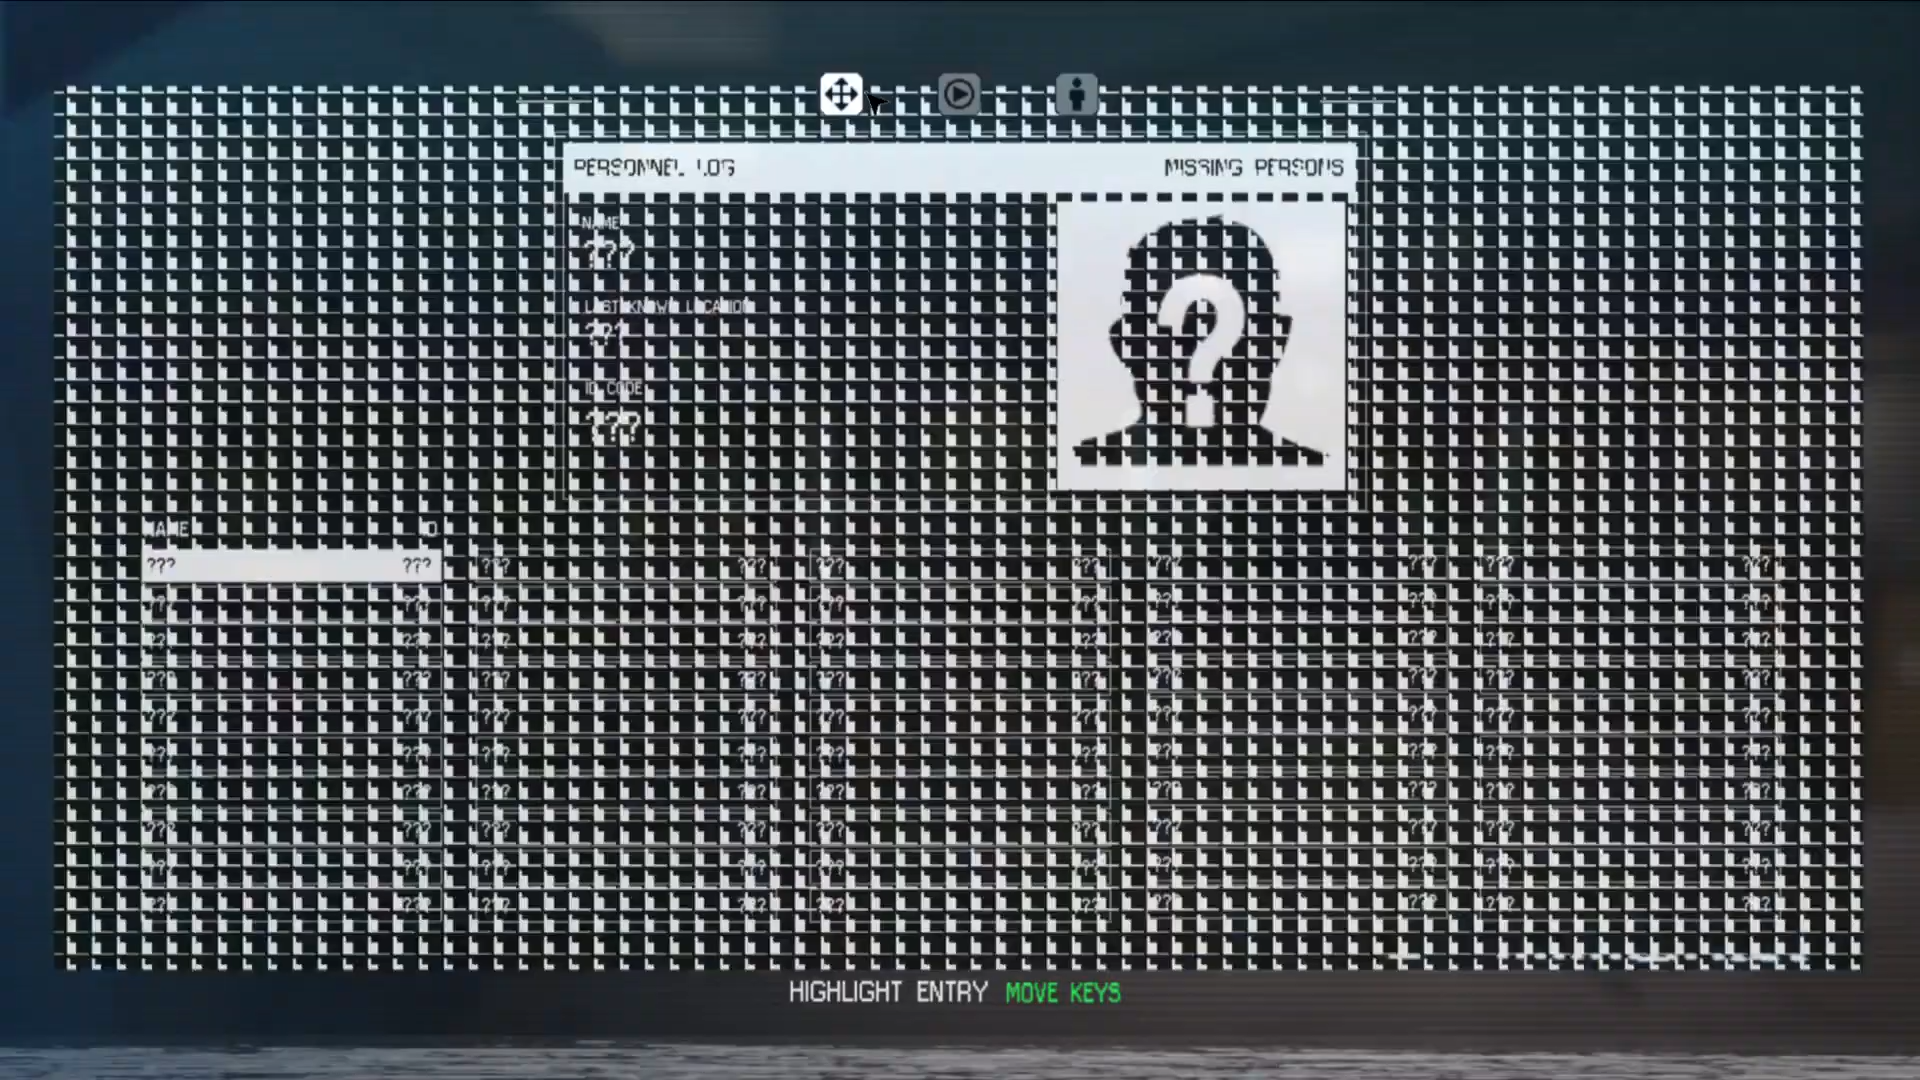 PERSONNEL LOG MISSING PERSONS
NAME
???
LAST KNOWN LOCATION
???
ID CODE
???
NAME ID
??? ??? ??? ??? ??? ??? ??? ??? ??? ???
??? ??? ??? ??? ??? ??? ??? ??? ??? ???
??? ??? ??? ??? ??? ??? ??? ??? ??? ???
??? ??? ??? ??? ??? ??? ??? ??? ??? ???
??? ??? ??? ??? ??? ??? ??? ??? ??? ???
??? ??? ??? ??? ??? ??? ??? ??? ??? ???
??? ??? ??? ??? ??? ??? ??? ??? ??? ???
??? ??? ??? ??? ??? ??? ??? ??? ??? ???
??? ??? ??? ??? ??? ??? ??? ??? ??? ???
??? ??? ??? ??? ??? ??? ??? ??? ??? ???
HIGHLIGHT ENTRY MOVE KEYS